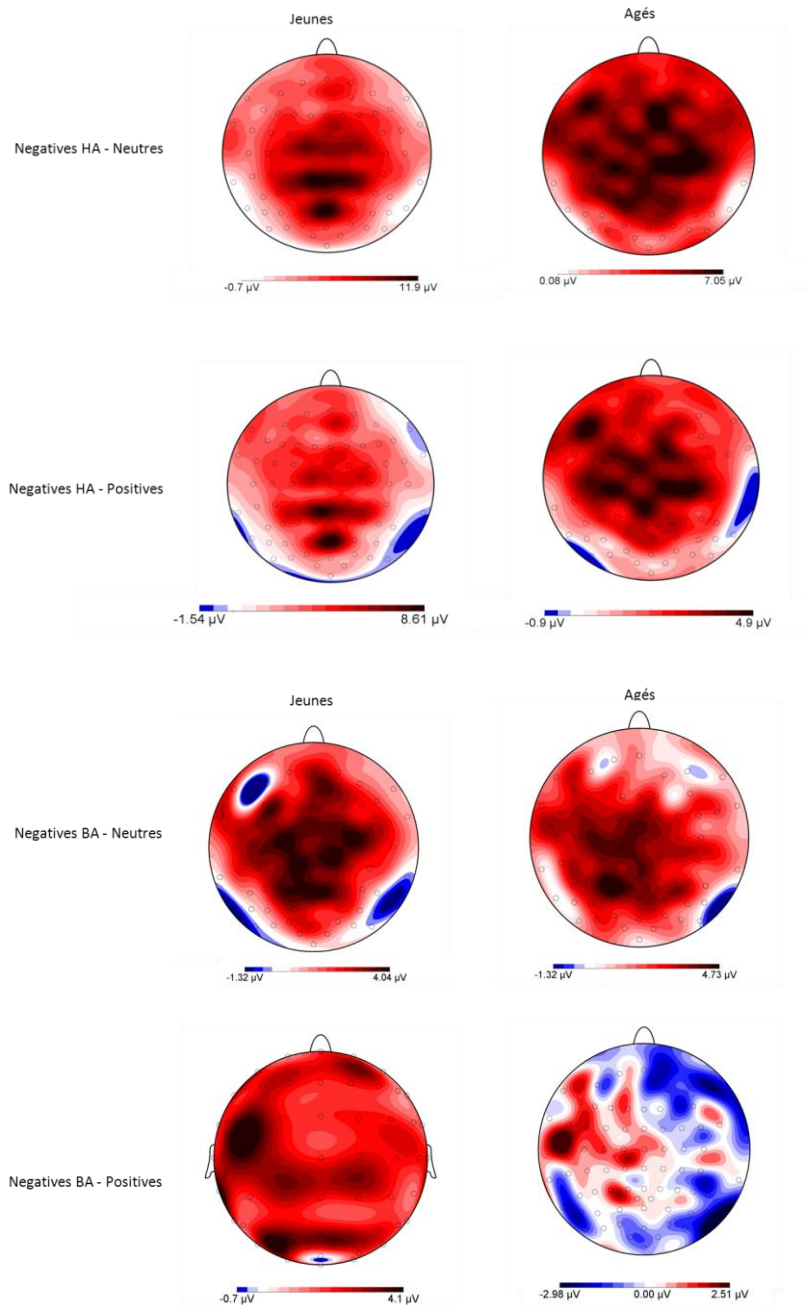 Jeunes
Agés
Negatives HA - Neutres
-0.7 µV
11.9 µV
0.08 µV
7.05 µV
Negatives HA - Positives
-1.54 µV
8.61 µV
-0.9 µV
4.9 µV
Jeunes
Agés
Negatives BA - Neutres
-1.32 µV
4.04 µV
-1.32 µV
4.73 µV
Negatives BA - Positives
-0.7 µV
4.1 µV
-2.98 µV
0.00 µV
2.51 µV